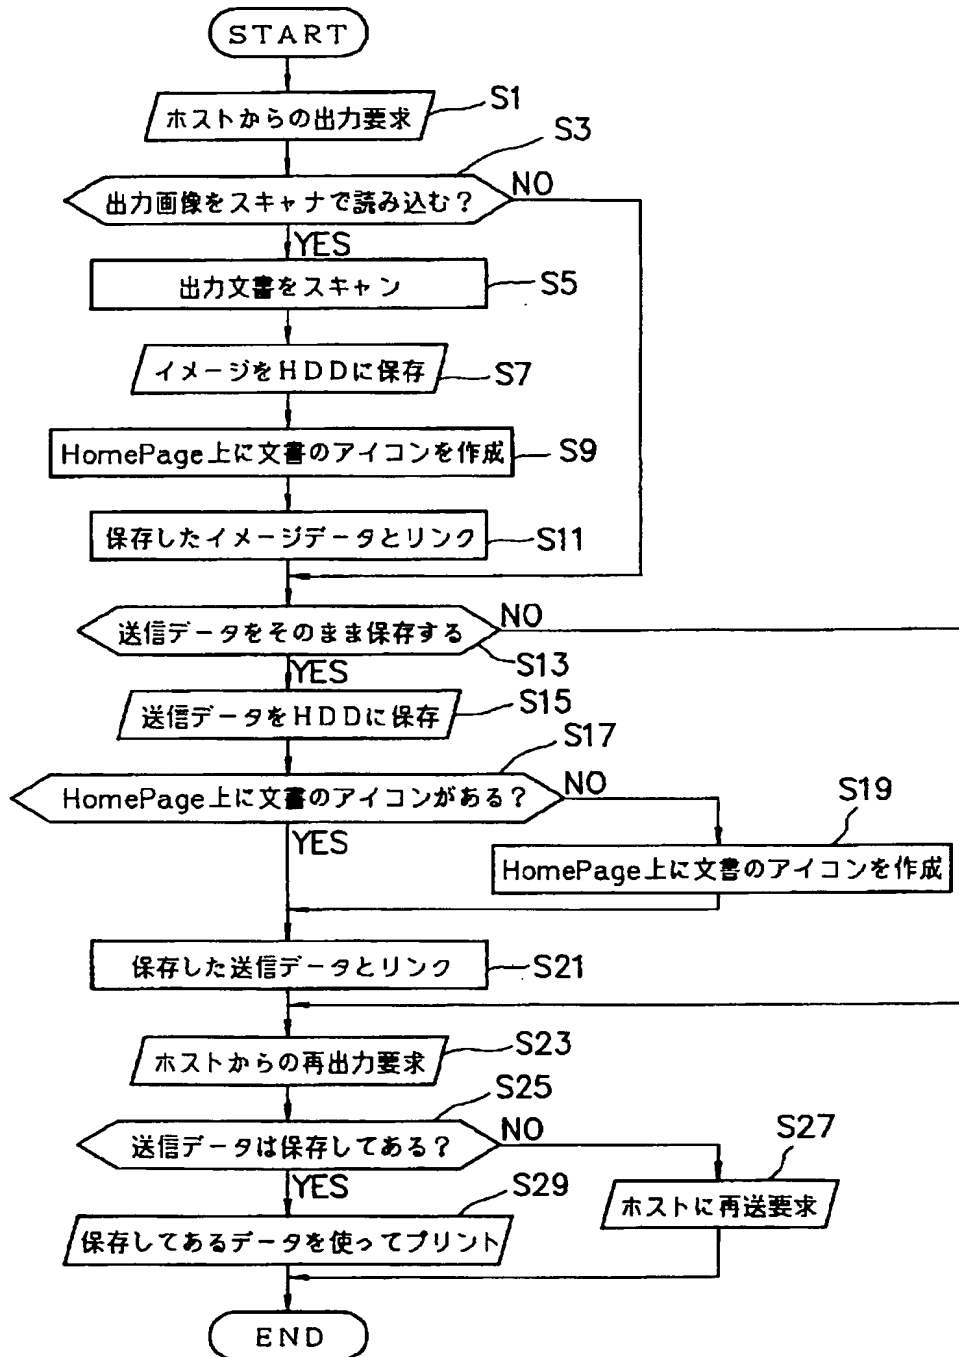 START
ホストからの出力要求
S1
S3
出力画像をスキャナで読み込む?
NO
YES
出力文書をスキャン
S5
イメージをHDDに保存
S7
HomePage上に文書のアイコンを作成
S9
保存したイメージデータとリンク
S11
送信データをそのまま保存する
NO
S13
YES
送信データをHDDに保存
S15
S17
HomePage上に文書のアイコンがある?
NO
YES
S19
HomePage上に文書のアイコンを作成
保存した送信データとリンク
S21
ホストからの再出力要求
S23
S25
送信データは保存してある?
NO
YES
S27
ホストに再送要求
S29
保存してあるデータを使ってプリント
END